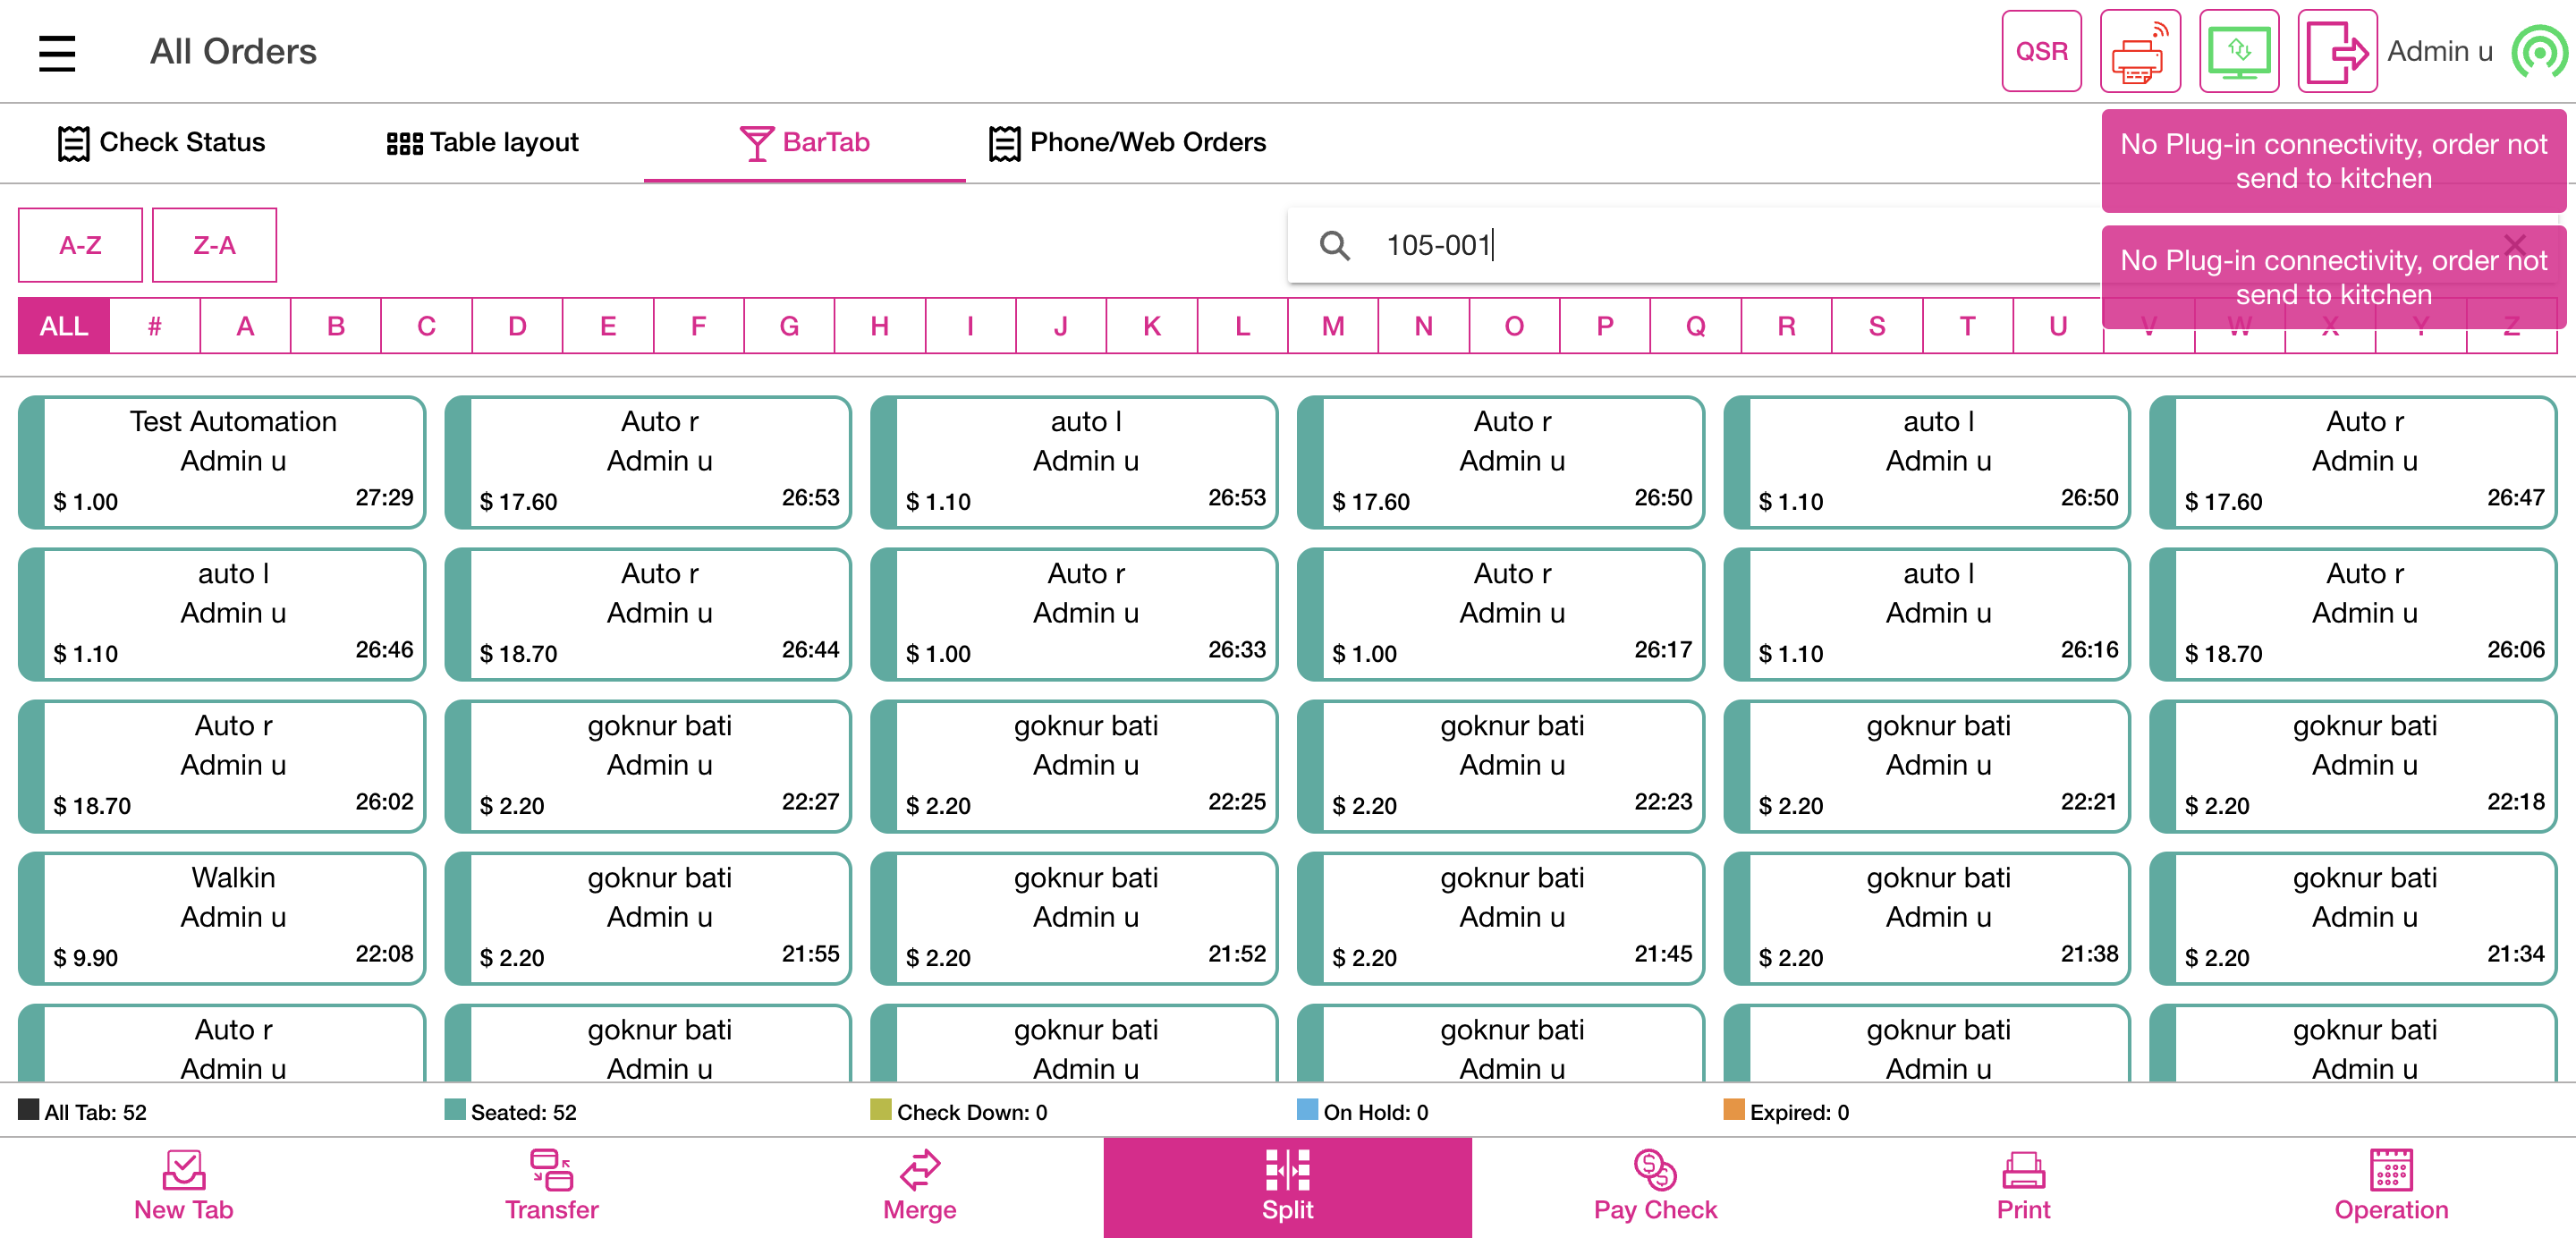 All Orders
QSR
Admin u
Check Status
Table layout
BarTab
Phone/Web Orders
No Plug-in connectivity, order not
send to kitchen
A-Z
Z-A
105-001
No Plug-in connectivity, order not
send to kitchen
ALL # A B C D E F G H I J K L M N O P Q R S T U V W X Y Z
Test Automation
Admin u
$ 1.00 27:29
Auto r
Admin u
$ 17.60 26:53
auto l
Admin u
$ 1.10 26:53
Auto r
Admin u
$ 17.60 26:50
auto l
Admin u
$ 1.10 26:50
Auto r
Admin u
$ 17.60 26:47
auto l
Admin u
$ 1.10 26:46
Auto r
Admin u
$ 18.70 26:44
Auto r
Admin u
$ 1.00 26:33
Auto r
Admin u
$ 1.00 26:17
auto l
Admin u
$ 1.10 26:16
Auto r
Admin u
$ 18.70 26:06
Auto r
Admin u
$ 18.70 26:02
goknur bati
Admin u
$ 2.20 22:27
goknur bati
Admin u
$ 2.20 22:25
goknur bati
Admin u
$ 2.20 22:23
goknur bati
Admin u
$ 2.20 22:21
goknur bati
Admin u
$ 2.20 22:18
Walkin
Admin u
$ 9.90 22:08
goknur bati
Admin u
$ 2.20 21:55
goknur bati
Admin u
$ 2.20 21:52
goknur bati
Admin u
$ 2.20 21:45
goknur bati
Admin u
$ 2.20 21:38
goknur bati
Admin u
$ 2.20 21:34
Auto r
Admin u
goknur bati
Admin u
goknur bati
Admin u
goknur bati
Admin u
goknur bati
Admin u
goknur bati
Admin u
All Tab: 52
Seated: 52
Check Down: 0
On Hold: 0
Expired: 0
New Tab
Transfer
Merge
Split
Pay Check
Print
Operation